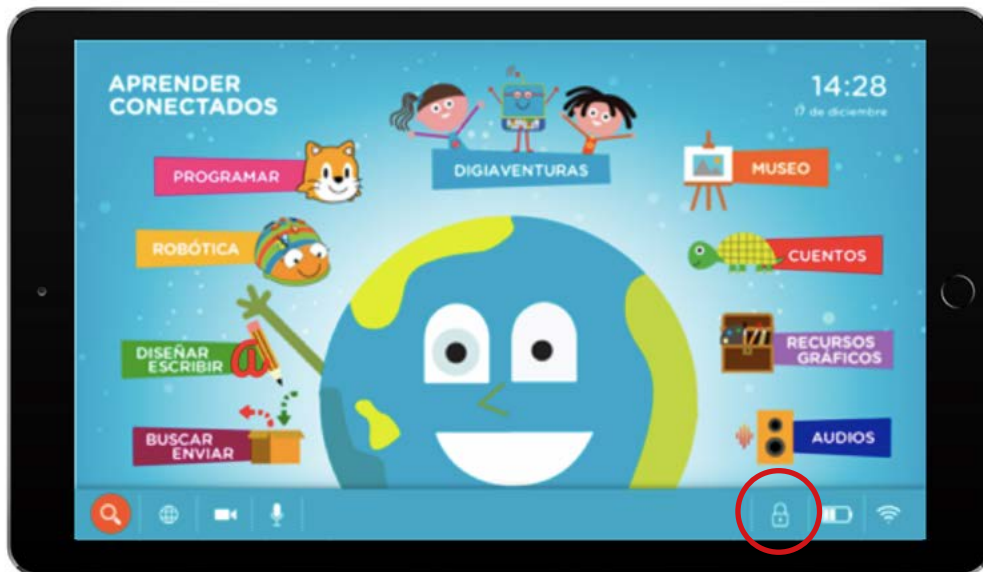 APRENDER
CONECTADOS
14:28
17 de diciembre
DIGIAVENTURAS
PROGRAMAR
MUSEO
ROBÓTICA
CUENTOS
DISEÑAR
ESCRIBIR
RECURSOS
GRÁFICOS
BUSCAR
ENVIAR
AUDIOS